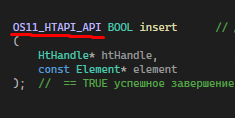 OS11_HTAPI_API BOOL insert //
(
HtHandle* htHandle,
const Element* element
); // == TRUE успешное завершение